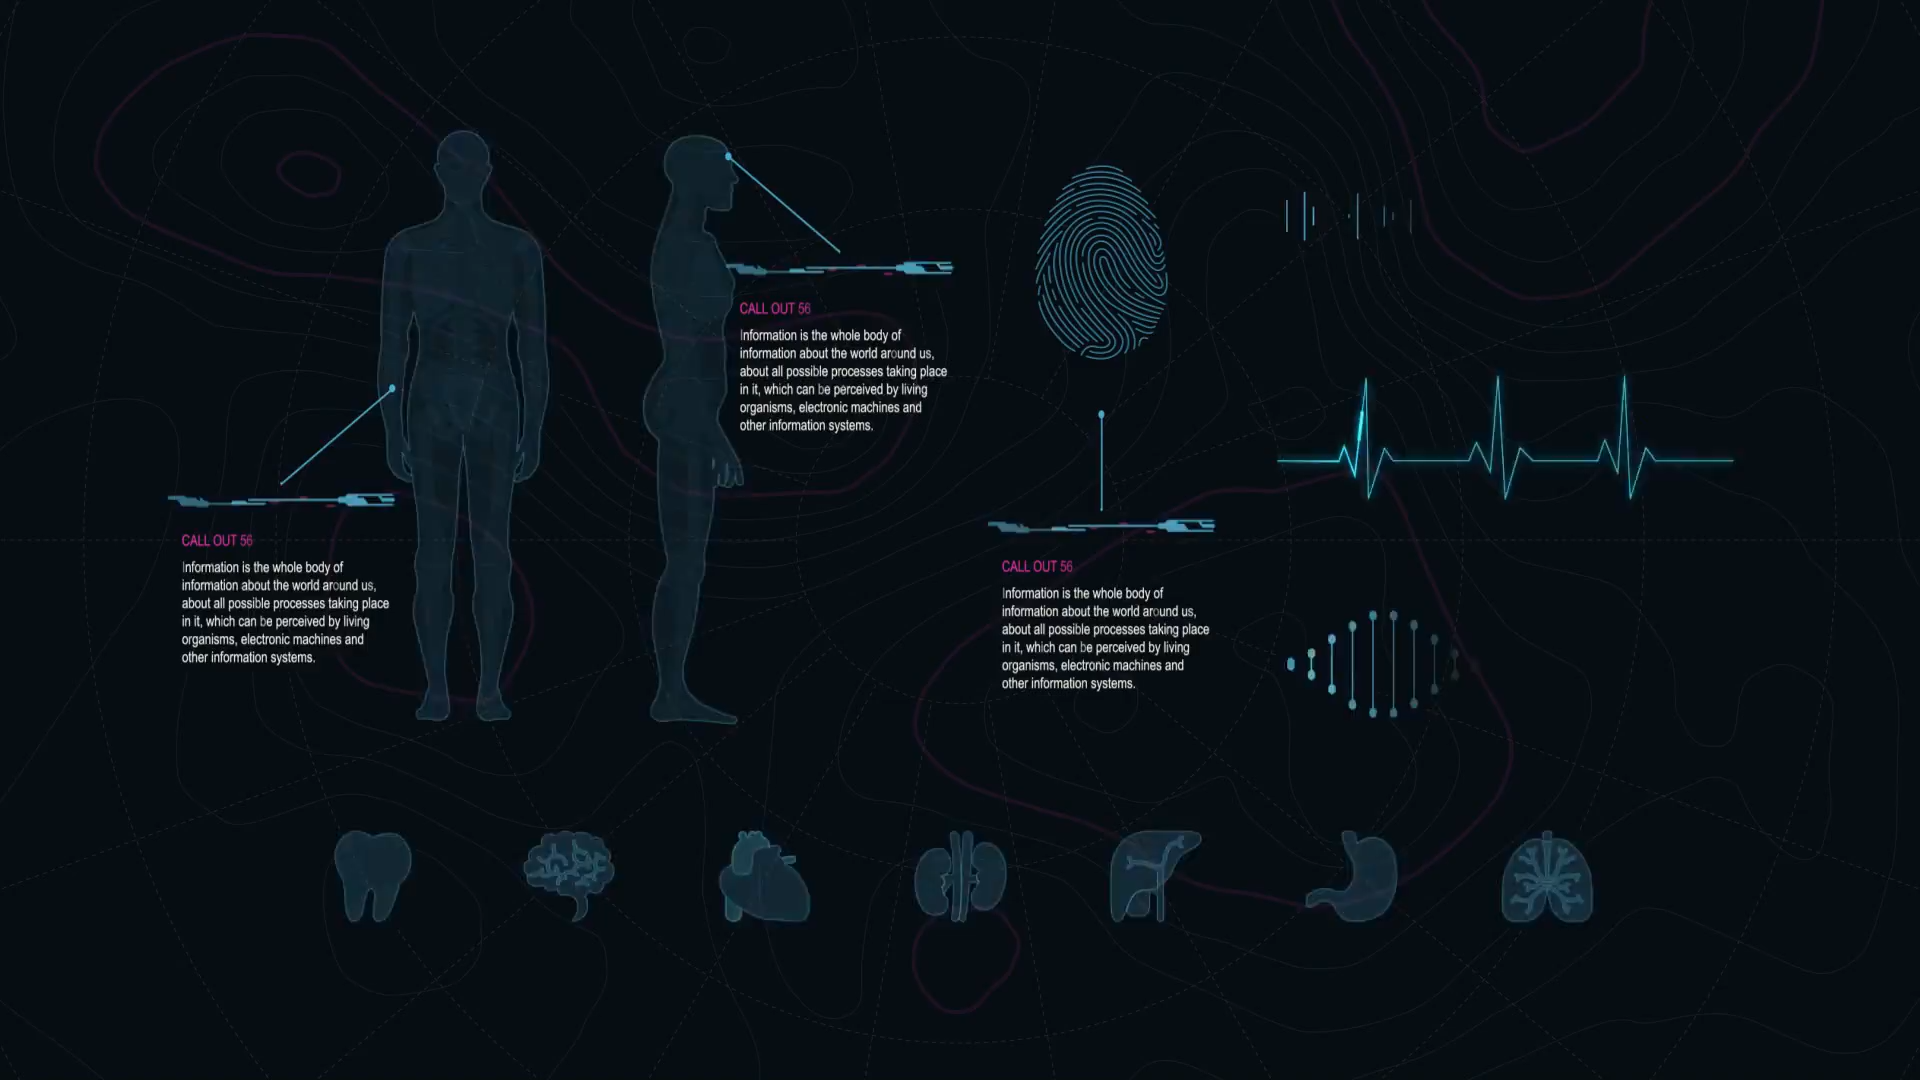 CALL OUT 56
Information is the whole body of
information about the world around us,
about all possible processes taking place
in it, which can be perceived by living
organisms, electronic machines and
other information systems.
CALL OUT 56
Information is the whole body of
information about the world around us,
about all possible processes taking place
in it, which can be perceived by living
organisms, electronic machines and
other information systems.
CALL OUT 56
Information is the whole body of
information about the world around us,
about all possible processes taking place
in it, which can be perceived by living
organisms, electronic machines and
other information systems.